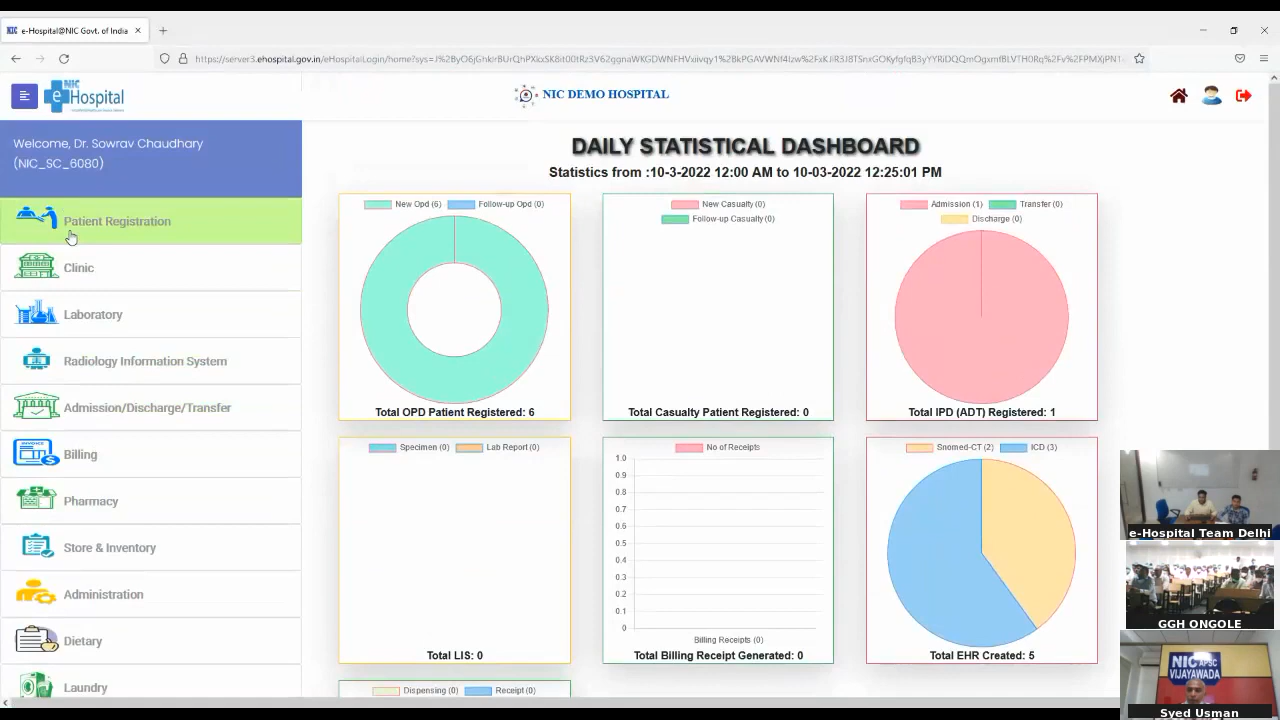 NIC e-Hospital@NIC Govt. of India
NIC
eHospital
NIC DEMO HOSPITAL
Welcome, Dr. Sowrav Chaudhary
(NIC_SC_6080)
Patient Registration
Clinic
Laboratory
Radiology Information System
Admission/Discharge/Transfer
INVOICE
Billing
Pharmacy
Store & Inventory
Administration
Dietary
Laundry
DAILY STATISTICAL DASHBOARD
Statistics from :10-3-2022 12:00 AM to 10-03-2022 12:25:01 PM
New Opd (6) Follow-up Opd (0)
Total OPD Patient Registered: 6
New Casualty (0)
Follow-up Casualty (0)
Total Casualty Patient Registered: 0
Admission (1) Transfer (0)
Discharge (0)
Total IPD (ADT) Registered: 1
Specimen (0) Lab Report (0)
Total LIS: 0
No of Receipts
1.0
0.9
0.8
0.7
0.6
0.5
0.4
0.3
0.2
0.1
0
Billing Receipts (0)
Total Billing Receipt Generated: 0
Snomed-CT (2) ICD (3)
Total EHR Created: 5
Dispensing (0) Receipt (0)
e-Hospital Team Delhi
GGH ONGOLE
NIC APSC
VIJAYAWADA
Syed Usman